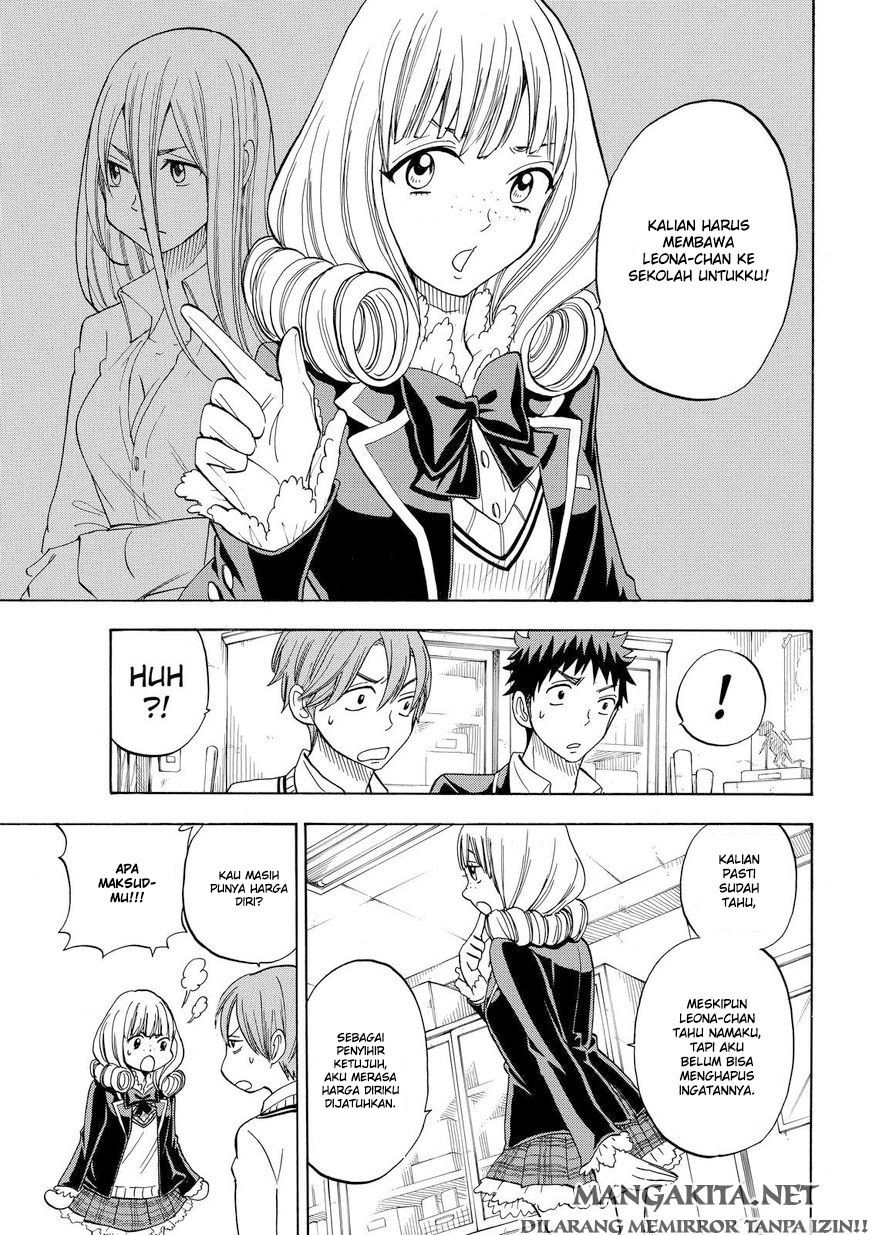 KALIAN HARUS
MEMBAWA
LEONA-CHAN KE
SEKOLAH UNTUKKU!
!
HUH
?!
KALIAN
PASTI
SUDAH
TAHU,
MESKIPUN
LEONA-CHAN
TAHU NAMAKU,
TAPI AKU
BELUM BISA
MENGHAPUS
INGATANNYA.
SEBAGAI
PENYIHIR
KETUJUH,
AKU MERASA
HARGA DIRIKU
DIJATUHKAN.
KAU MASIH
PUNYA HARGA
DIRI?
APA
MAKSUD-
MU!!!
MANGAKITA.NET
DILARANG MEMIRROR TANPA IZIN!!